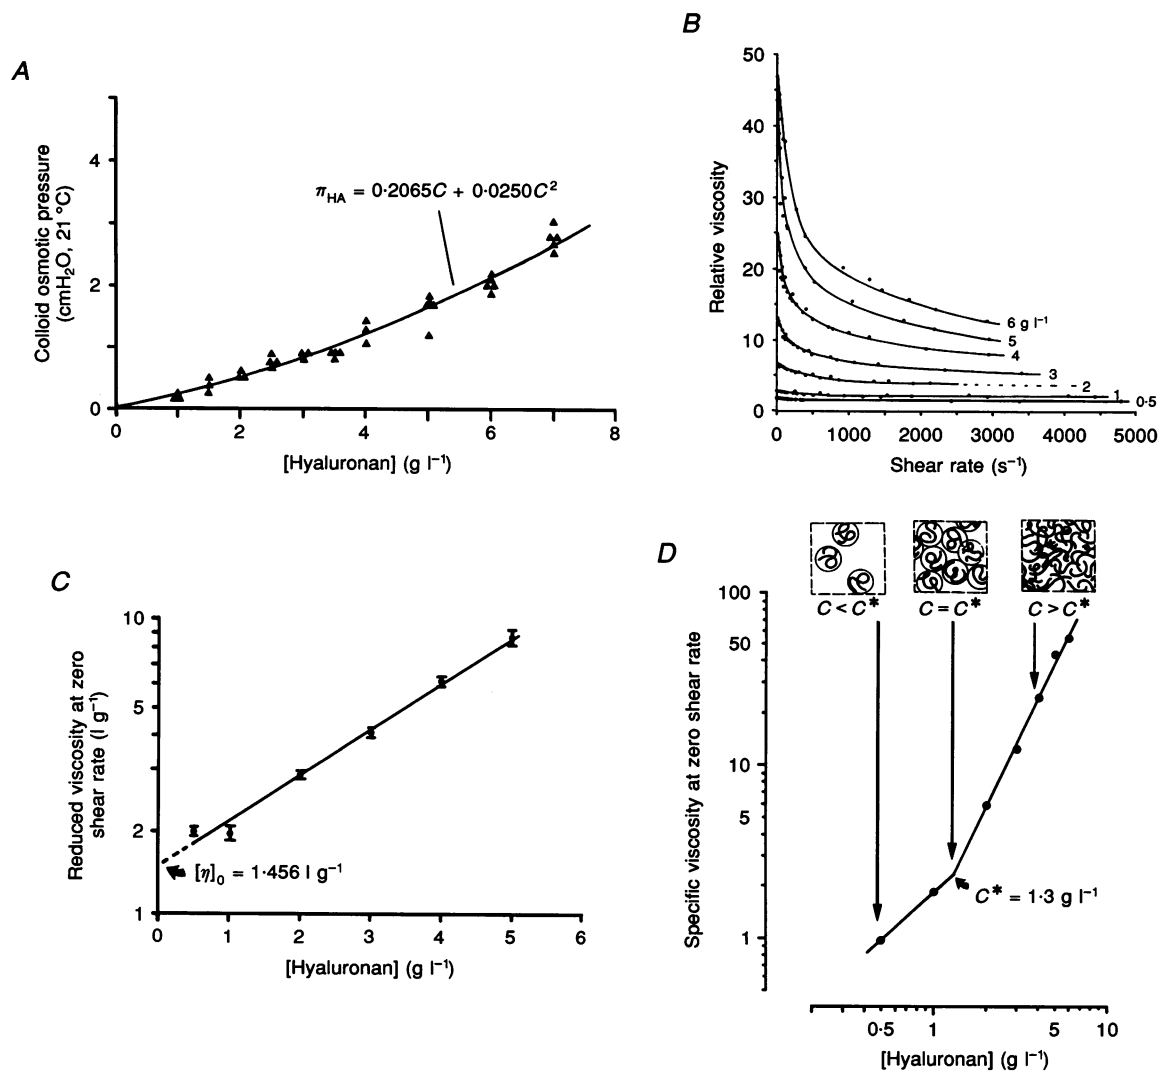 A
Colloid osmotic pressure
(cmH₂O, 21 °C)
4
2
0
π_HA = 0·2065C + 0·0250C²
0 2 4 6 8
[Hyaluronan] (g l⁻¹)
B
Relative viscosity
50
40
30
20
10
0
6 g l⁻¹
5
4
3
2
1
0·5
0 1000 2000 3000 4000 5000
Shear rate (s⁻¹)
C
Reduced viscosity at zero
shear rate (l g⁻¹)
10
5
2
1
[η]₀ = 1·456 l g⁻¹
0 1 2 3 4 5 6
[Hyaluronan] (g l⁻¹)
D
C < C* C = C* C > C*
Specific viscosity at zero shear rate
100
50
10
5
1
C* = 1·3 g l⁻¹
0·5 1 5 10
[Hyaluronan] (g l⁻¹)